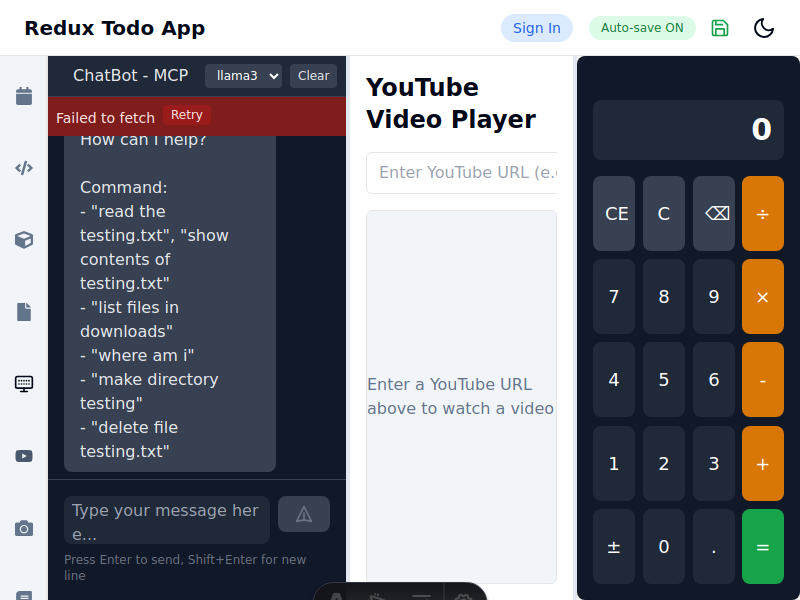 Redux Todo App
Sign In
Auto-save ON
ChatBot - MCP
llama3
Clear
Failed to fetch
Retry
How can I help?
Command:
- "read the
testing.txt", "show
contents of
testing.txt"
- "list files in
downloads"
- "where am i"
- "make directory
testing"
- "delete file
testing.txt"
Type your message her
e...
Press Enter to send, Shift+Enter for new
line
YouTube
Video Player
Enter YouTube URL (e.
Enter a YouTube URL
above to watch a video
0
CE
C
⌫
÷
7
8
9
×
4
5
6
-
1
2
3
+
±
0
.
=